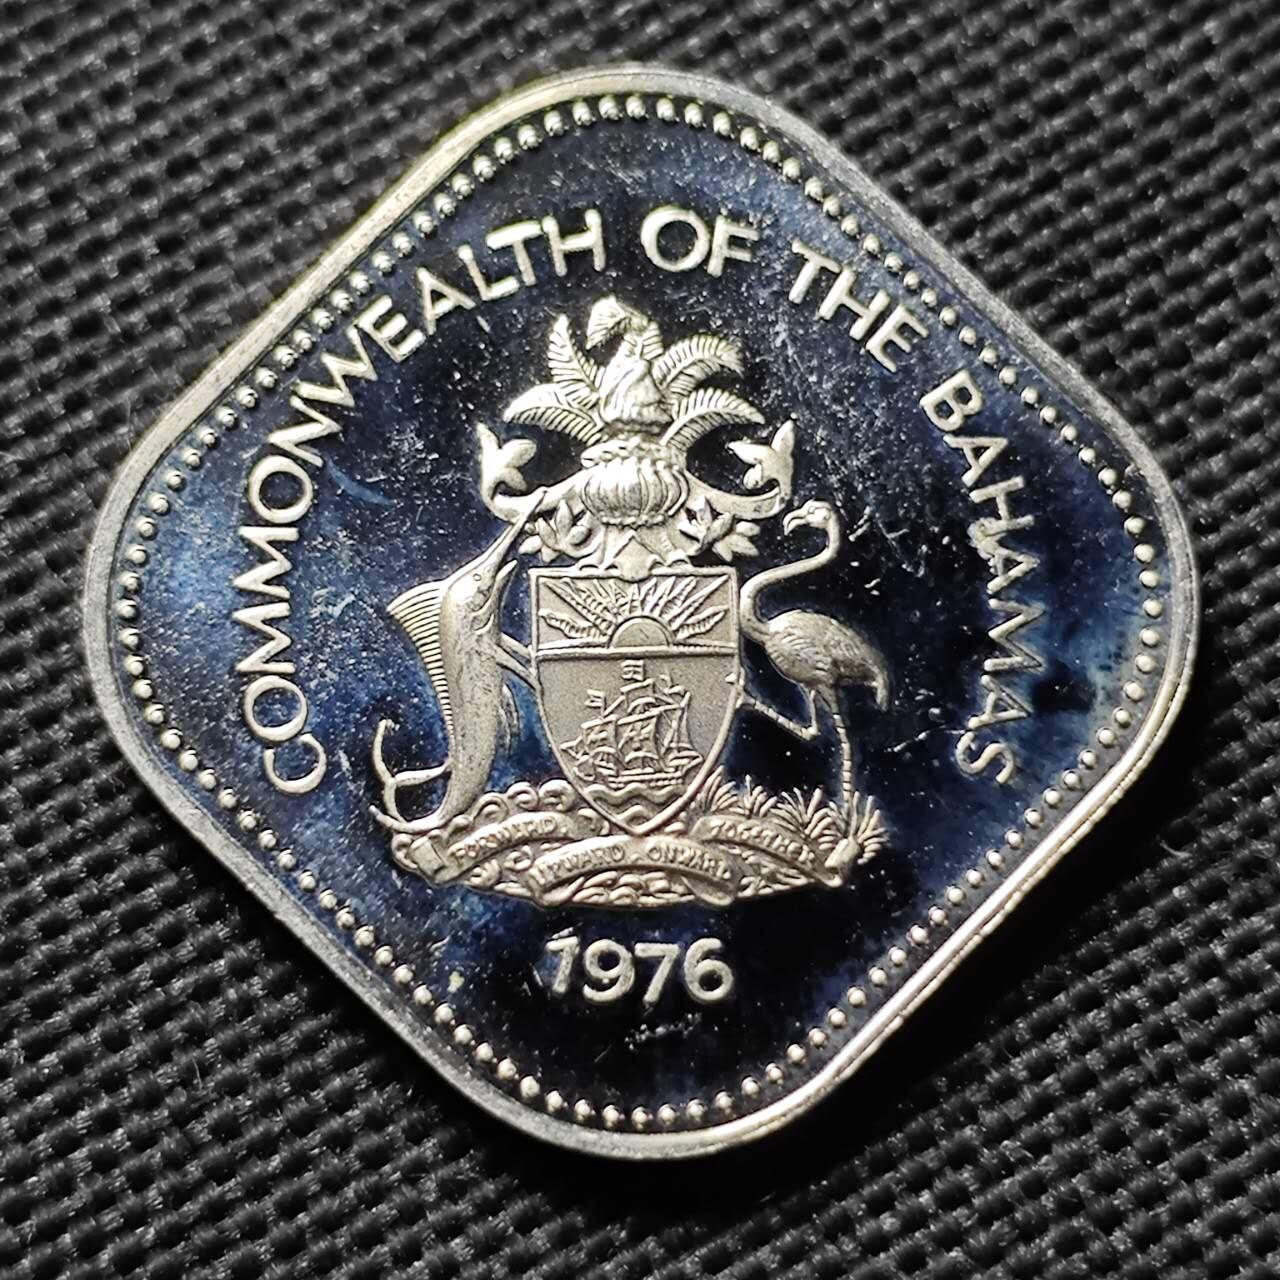 COMMONWEALTH OF THE BAHAMAS
FORWARD UPWARD ONWARD TOGETHER
1976